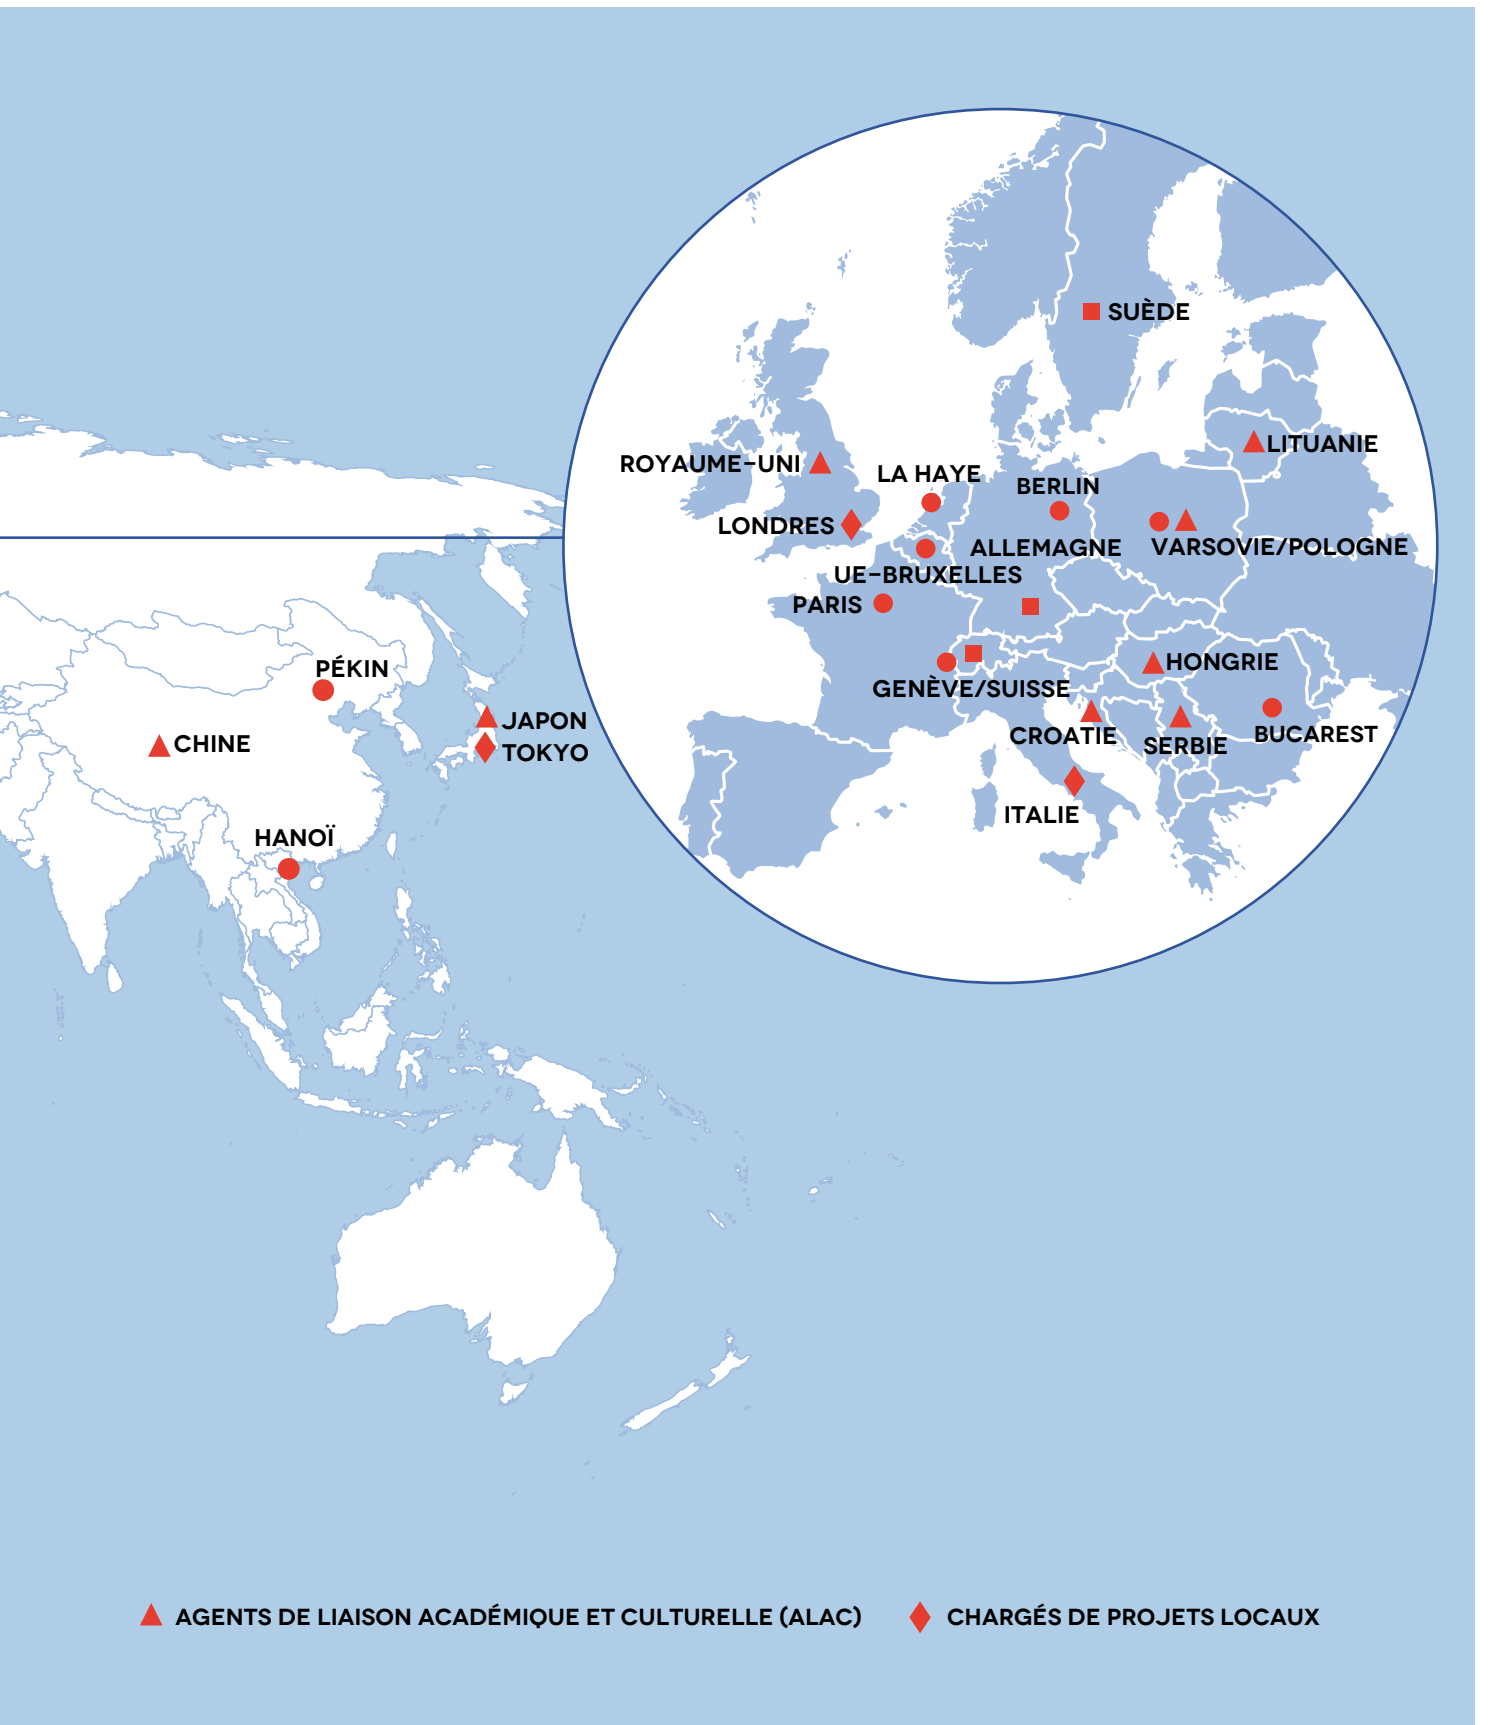 SUÈDE
LITUANIE
ROYAUME-UNI
LA HAYE
BERLIN
LONDRES
ALLEMAGNE
VARSOVIE/POLOGNE
UE-BRUXELLES
PARIS
HONGRIE
PÉKIN
GENÈVE/SUISSE
JAPON
CROATIE
BUCAREST
CHINE
SERBIE
TOKYO
ITALIE
HANOÏ
AGENTS DE LIAISON ACADÉMIQUE ET CULTURELLE (ALAC)
CHARGÉS DE PROJETS LOCAUX